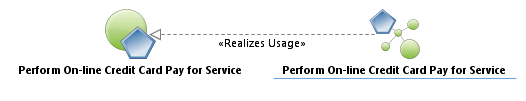 «Realizes Usage»
Perform On-line Credit Card Pay for Service
Perform On-line Credit Card Pay for Service